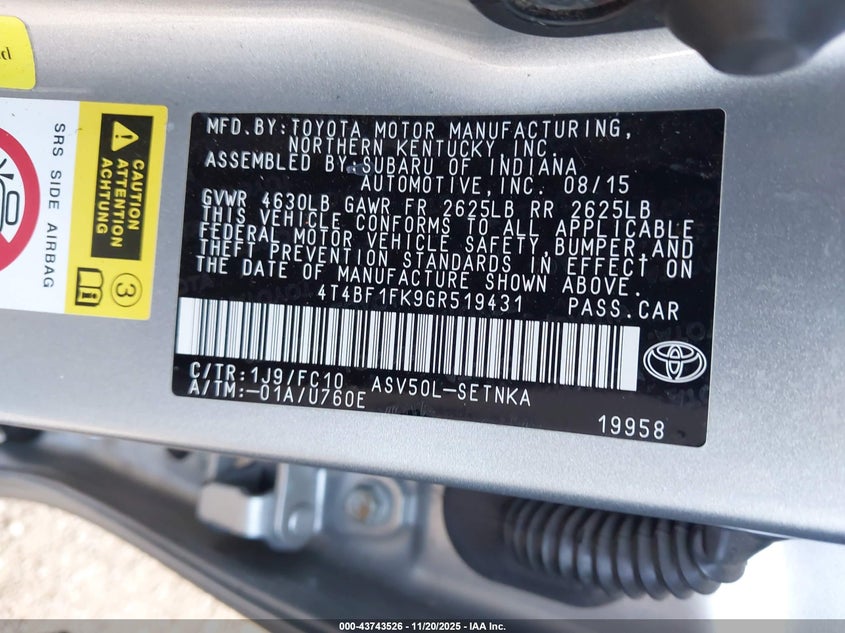 MFD.BY:TOYOTA MOTOR MANUFACTURING,
NORTHERN KENTUCKY, INC.
ASSEMBLED BY:SUBARU OF INDIANA
AUTOMOTIVE,INC. 08/15
GVWR 4630LB GAWR FR 2625LB RR 2625LB
THIS VEHICLE CONFORMS TO ALL APPLICABLE
FEDERAL MOTOR VEHICLE SAFETY,BUMPER,AND
THEFT PREVENTION STANDARDS IN EFFECT ON
THE DATE OF MANUFACTURE SHOWN ABOVE.
4T4BF1FK9GR519431 PASS.CAR
C/TR:1J9/FC10 ASV50L-SETNKA
A/TM:-01A/U760E
19958
SRS SIDE AIRBAG
CAUTION
ATTENTION
ACHTUNG
3
000-43743526 - 11/20/2025 - IAA Inc.